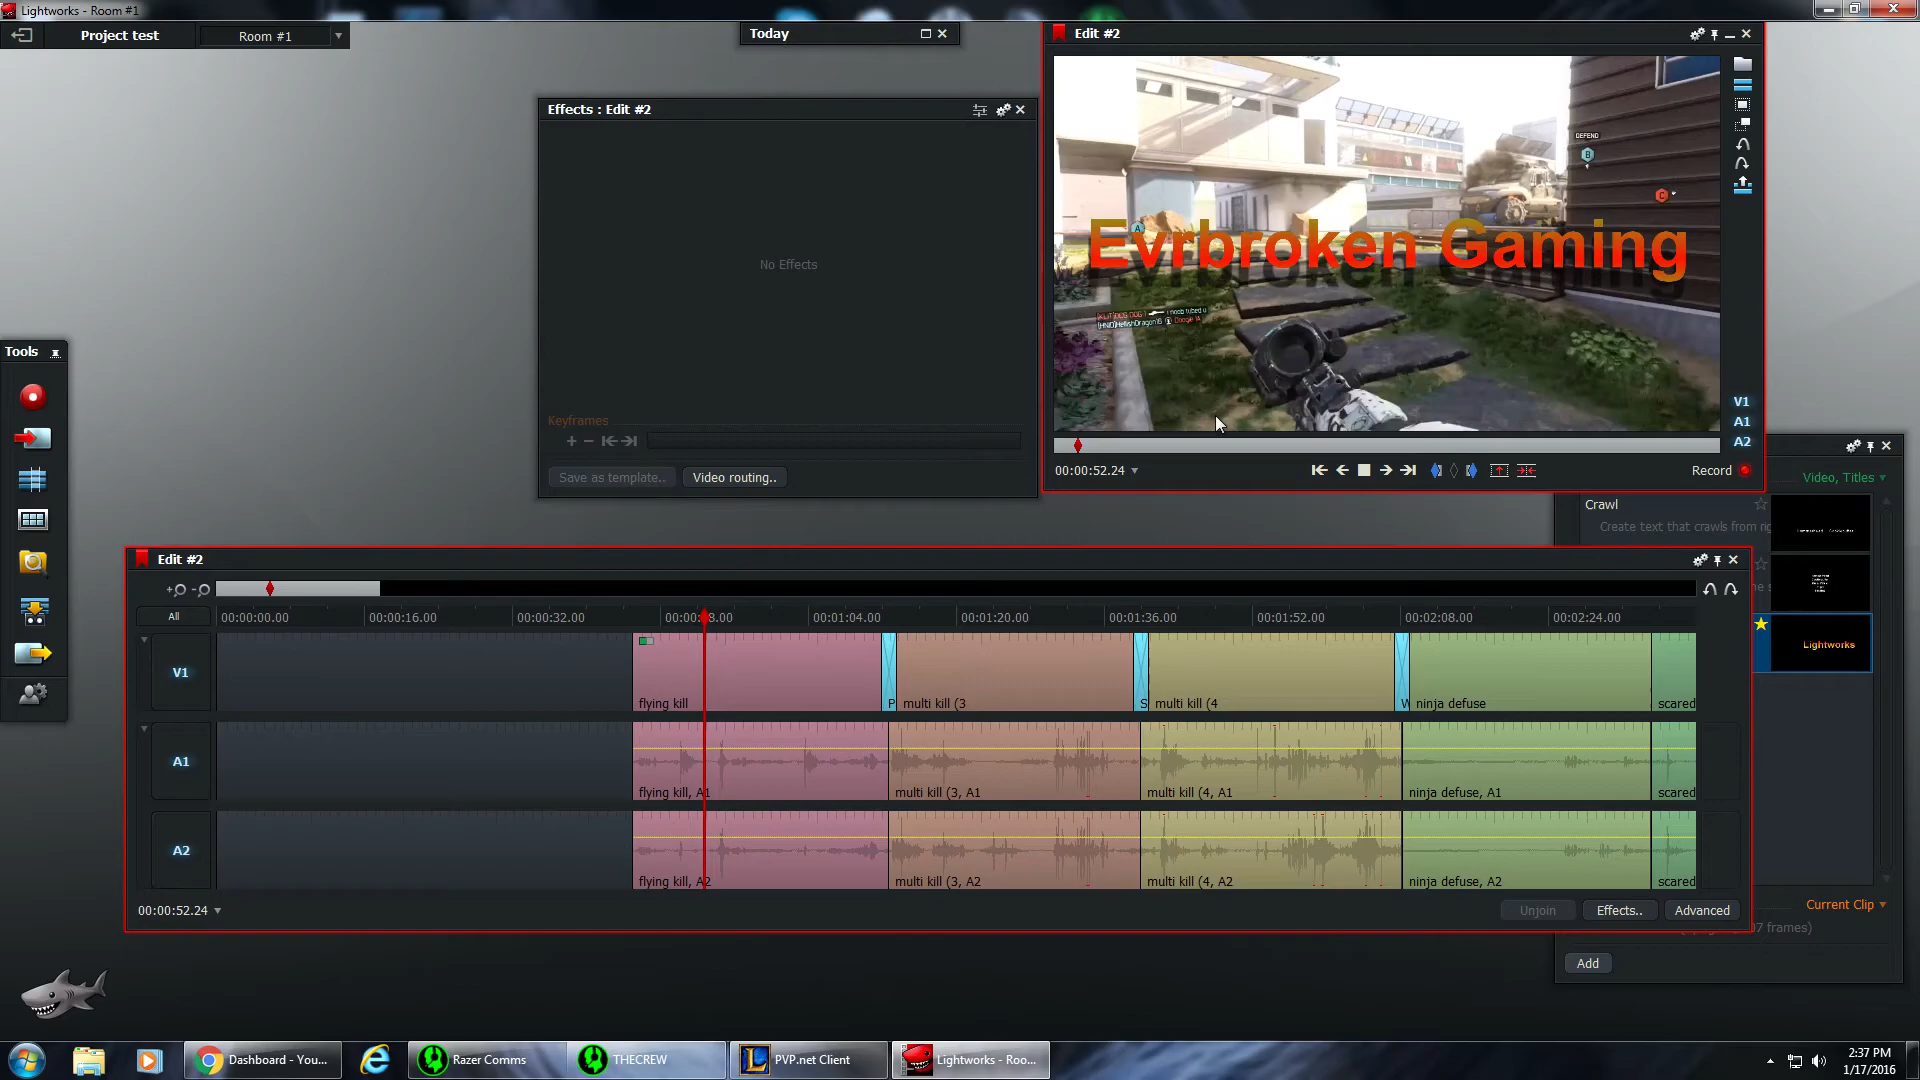 Lightworks - Room #1
Project test
Room #1
Today
Edit #2
Effects : Edit #2
No Effects
Keyframes
Save as template..
Video routing..
DEFEND
B
C
A
Evrbroken Gaming
V1
A1
A2
00:00:52.24
Record
Tools
Video, Titles
Crawl
Create text that crawls from
Lightworks
Edit #2
All
00:00:00.00
00:00:16.00
00:00:32.00
00:01:04.00
00:01:20.00
00:01:36.00
00:01:52.00
00:02:08.00
00:02:24.00
V1
flying kill
P
multi kill (3
S
multi kill (4
W
ninja defuse
scared
A1
flying kill, A1
multi kill (3, A1
multi kill (4, A1
ninja defuse, A1
scared
A2
flying kill, A2
multi kill (3, A2
multi kill (4, A2
ninja defuse, A2
scared
00:00:52.24
Unjoin
Effects..
Advanced
Current Clip
07 frames)
Add
Dashboard - You...
Razer Comms
THECREW
PVP.net Client
Lightworks - Roo...
2:37 PM
1/17/2016